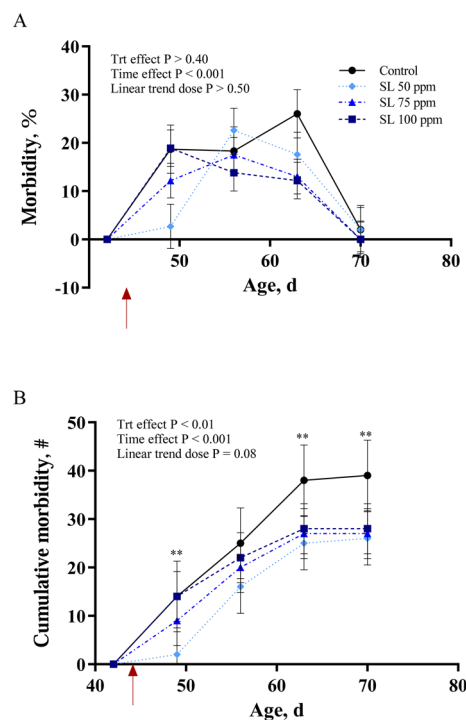 A
Trt effect P > 0.40
Time effect P < 0.001
Linear trend dose P > 0.50
Control
SL 50 ppm
SL 75 ppm
SL 100 ppm
Morbidity, %
40
30
20
10
0
-10
50
60
70
80
Age, d
B
Trt effect P < 0.01
Time effect P < 0.001
Linear trend dose P = 0.08
**
**
**
Cumulative morbidity, #
50
40
30
20
10
0
40
50
60
70
80
Age, d